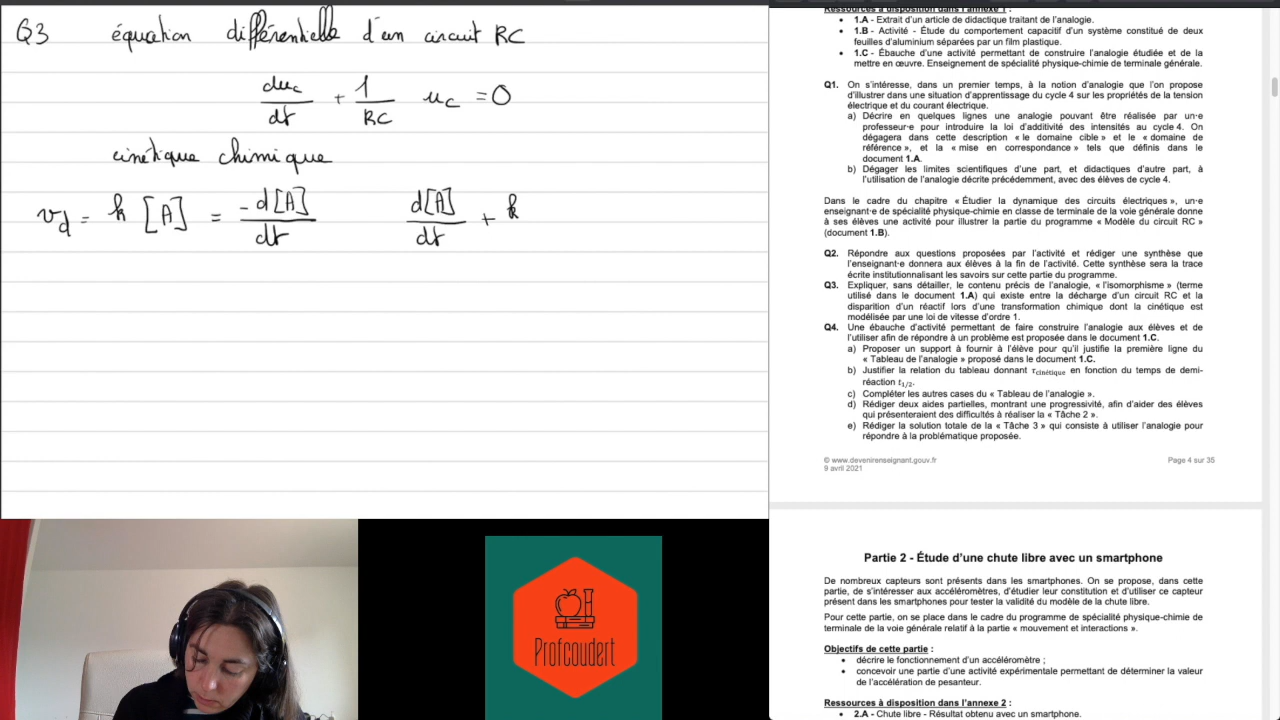 Q3 equation différentielle d'un circuit RC
duc/dt + 1/RC uc = 0
cinétique chimique
vd = k [A] = -d[A]/dt d[A]/dt + k
Profcoudert
Ressources à disposition dans l'annexe 1 :
• 1.A - Extrait d'un article de didactique traitant de l'analogie.
• 1.B - Activité - Étude du comportement capacitif d'un système constitué de deux
feuilles d'aluminium séparées par un film plastique.
• 1.C - Ébauche d'une activité permettant de construire l'analogie étudiée et de la
mettre en œuvre. Enseignement de spécialité physique-chimie de terminale générale.
Q1. On s'intéresse, dans un premier temps, à la notion d'analogie que l'on propose
d'illustrer dans une situation d'apprentissage du cycle 4 sur les propriétés de la tension
électrique et du courant électrique.
a) Décrire en quelques lignes une analogie pouvant être réalisée par un·e
professeur·e pour introduire la loi d'additivité des intensités au cycle 4. On
dégagera dans cette description « le domaine cible » et le « domaine de
référence », et la « mise en correspondance » tels que définis dans le
document 1.A.
b) Dégager les limites scientifiques d'une part, et didactiques d'autre part, à
l'utilisation de l'analogie décrite précédemment, avec des élèves de cycle 4.
Dans le cadre du chapitre « Étudier la dynamique des circuits électriques », un·e
enseignant·e de spécialité physique-chimie en classe de terminale de la voie générale donne
à ses élèves une activité pour illustrer la partie du programme « Modèle du circuit RC »
(document 1.B).
Q2. Répondre aux questions proposées par l'activité et rédiger une synthèse que
l'enseignant·e donnera aux élèves à la fin de l'activité. Cette synthèse sera la trace
écrite institutionnalisant les savoirs sur cette partie du programme.
Q3. Expliquer, sans détailler, le contenu précis de l'analogie, « l'isomorphisme » (terme
utilisé dans le document 1.A) qui existe entre la décharge d'un circuit RC et la
disparition d'un réactif lors d'une transformation chimique dont la cinétique est
modélisée par une loi de vitesse d'ordre 1.
Q4. Une ébauche d'activité permettant de faire construire l'analogie aux élèves et de
l'utiliser afin de répondre à un problème est proposée dans le document 1.C.
a) Proposer un support à fournir à l'élève pour qu'il justifie la première ligne du
« Tableau de l'analogie » proposé dans le document 1.C.
b) Justifier la relation du tableau donnant τcinétique en fonction du temps de demi-
réaction t1/2.
c) Compléter les autres cases du « Tableau de l'analogie ».
d) Rédiger deux aides partielles, montrant une progressivité, afin d'aider des élèves
qui présenteraient des difficultés à réaliser la « Tâche 2 ».
e) Rédiger la solution totale de la « Tâche 3 » qui consiste à utiliser l'analogie pour
répondre à la problématique proposée.
© www.devenirenseignant.gouv.fr Page 4 sur 35
9 avril 2021
Partie 2 - Étude d'une chute libre avec un smartphone
De nombreux capteurs sont présents dans les smartphones. On se propose, dans cette
partie, de s'intéresser aux accéléromètres, d'étudier leur constitution et d'utiliser ce capteur
présent dans les smartphones pour tester la validité du modèle de la chute libre.
Pour cette partie, on se place dans le cadre du programme de spécialité physique-chimie de
terminale de la voie générale relatif à la partie « mouvement et interactions ».
Objectifs de cette partie :
• décrire le fonctionnement d'un accéléromètre ;
• concevoir une partie d'une activité expérimentale permettant de déterminer la valeur
de l'accélération de pesanteur.
Ressources à disposition dans l'annexe 2 :
• 2.A - Chute libre - Résultat obtenu avec un smartphone.